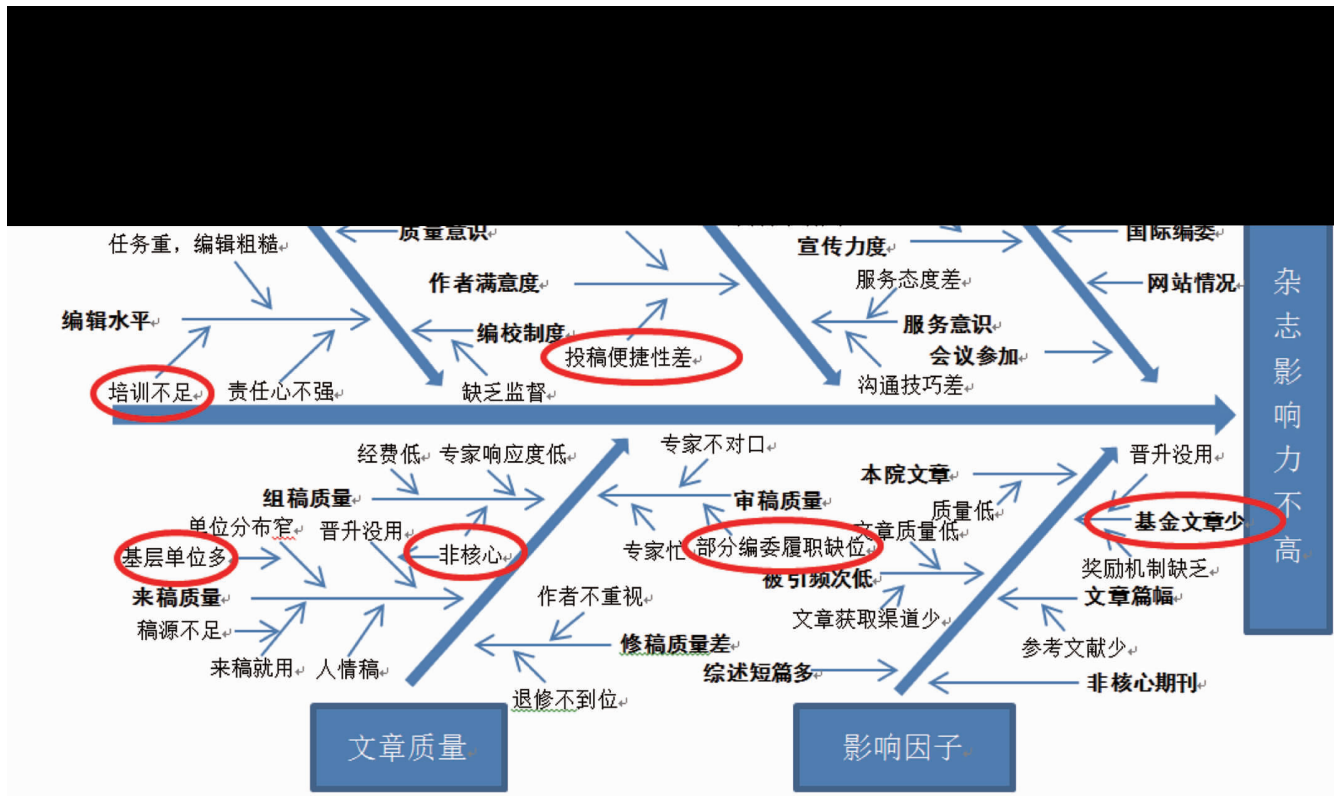 质量意识
任务重，编辑粗糙
编辑水平
培训不足
责任心不强
编校制度
缺乏监督
作者满意度
投稿便捷性差
宣传力度
服务态度差
服务意识
会议参加
沟通技巧差
国际编委
网站情况
杂志影响力不高
经费低
专家响应度低
组稿质量
单位分布窄
晋升没用
非核心
基层单位多
来稿质量
稿源不足
来稿就用
人情稿
专家不对口
审稿质量
专家忙
部分编委履职缺位
作者不重视
修稿质量差
退修不到位
文章质量
本院文章
质量低
文章质量低
被引频次低
文章获取渠道少
综述短篇多
晋升没用
基金文章少
奖励机制缺乏
文章篇幅
参考文献少
非核心期刊
影响因子